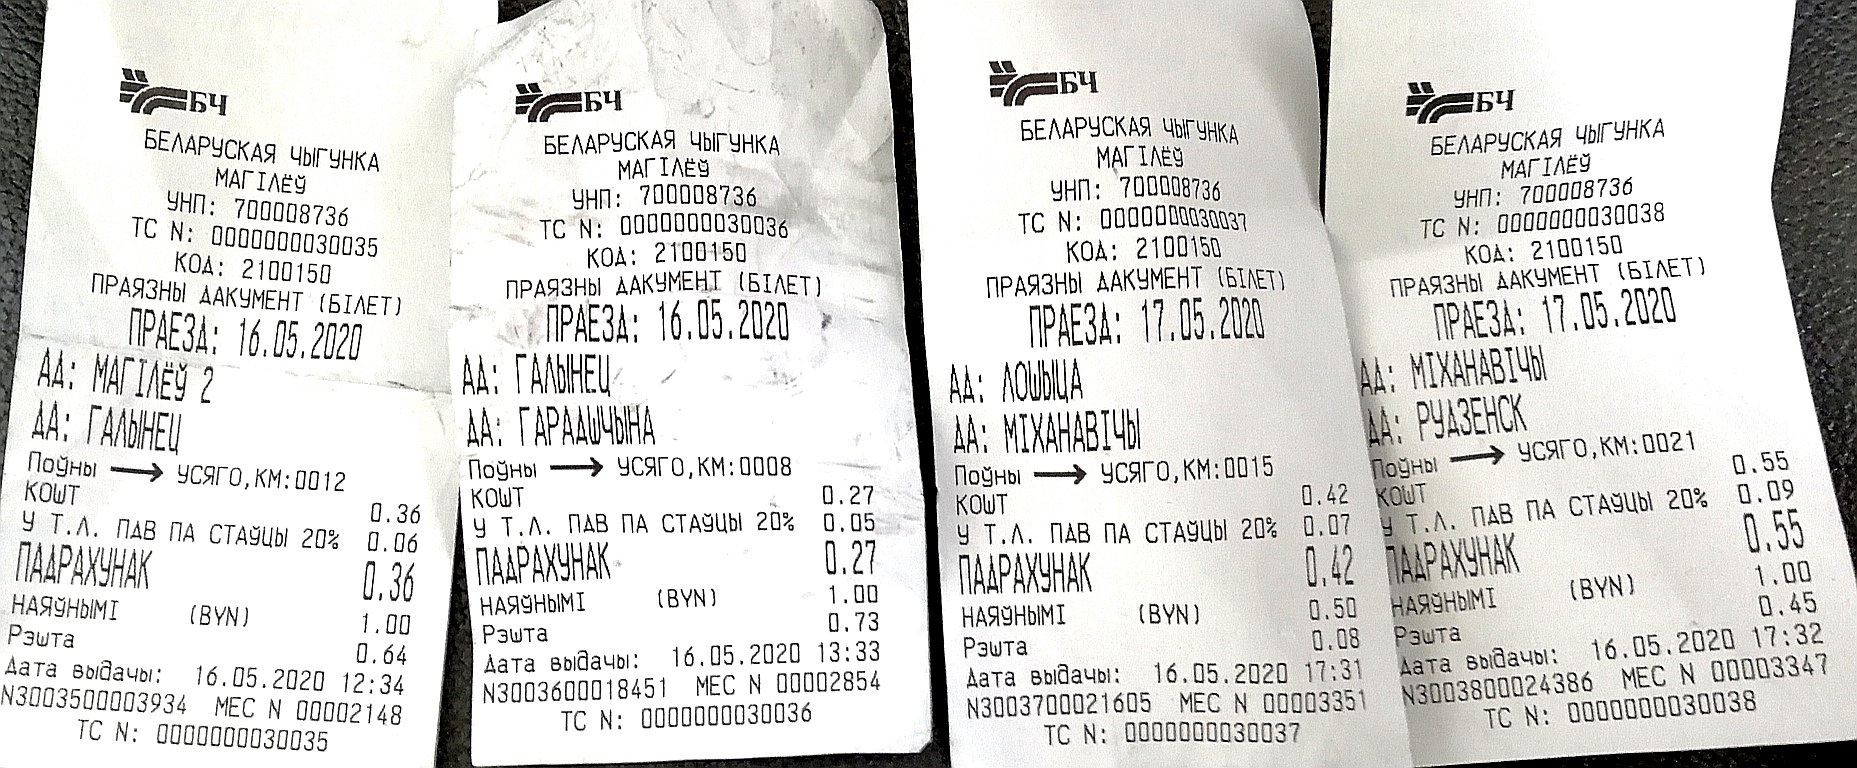 БЧ
БЕЛАРУСКАЯ ЧЫГУНКА
МАГІЛЁЎ
УНП: 700008736
ТС N: 0000000030035
КОД: 2100150
ПРАЯЗНЫ ДАКУМЕНТ (БІЛЕТ)
ПРАЕЗД: 16.05.2020
АД: МАГІЛЁЎ 2
ДА: ГАЛЫНЕЦ
Поўны → УСЯГО,КМ:0012
КОШТ 0.36
У Т.Л. ПДВ ПА СТАЎЦЫ 20% 0.06
ПАДРАХУНАК 0.36
НАЯЎНЫМІ (BYN) 1.00
Рэшта 0.64
Дата выдачы: 16.05.2020 12:34
N3003500003934 МЕС N 00002148
ТС N: 0000000030035
БЧ
БЕЛАРУСКАЯ ЧЫГУНКА
МАГІЛЁЎ
УНП: 700008736
ТС N: 0000000030036
КОД: 2100150
ПРАЯЗНЫ ДАКУМЕНТ (БІЛЕТ)
ПРАЕЗД: 16.05.2020
АД: ГАЛЫНЕЦ
ДА: ГАРАДШЧЫНА
Поўны → УСЯГО,КМ:0008
КОШТ 0.27
У Т.Л. ПДВ ПА СТАЎЦЫ 20% 0.05
ПАДРАХУНАК 0.27
НАЯЎНЫМІ (BYN) 1.00
Рэшта 0.73
Дата выдачы: 16.05.2020 13:33
N3003600018451 МЕС N 00002854
ТС N: 0000000030036
БЧ
БЕЛАРУСКАЯ ЧЫГУНКА
МАГІЛЁЎ
УНП: 700008736
ТС N: 0000000030037
КОД: 2100150
ПРАЯЗНЫ ДАКУМЕНТ (БІЛЕТ)
ПРАЕЗД: 17.05.2020
АД: ЛОШЫЦА
ДА: МІХАНАВІЧЫ
Поўны → УСЯГО,КМ:0015
КОШТ 0.42
У Т.Л. ПДВ ПА СТАЎЦЫ 20% 0.07
ПАДРАХУНАК 0.42
НАЯЎНЫМІ (BYN) 0.50
Рэшта 0.08
Дата выдачы: 16.05.2020 17:31
N3003700021605 МЕС N 00003351
ТС N: 0000000030037
БЧ
БЕЛАРУСКАЯ ЧЫГУНКА
МАГІЛЁЎ
УНП: 700008736
ТС N: 0000000030038
КОД: 2100150
ПРАЯЗНЫ ДАКУМЕНТ (БІЛЕТ)
ПРАЕЗД: 17.05.2020
АД: МІХАНАВІЧЫ
ДА: РУДЗЕНСК
Поўны → УСЯГО,КМ:0021
КОШТ 0.55
У Т.Л. ПДВ ПА СТАЎЦЫ 20% 0.09
ПАДРАХУНАК 0.55
НАЯЎНЫМІ (BYN) 1.00
Рэшта 0.45
Дата выдачы: 16.05.2020 17:32
N3003800024386 МЕС N 00003347
ТС N: 0000000030038